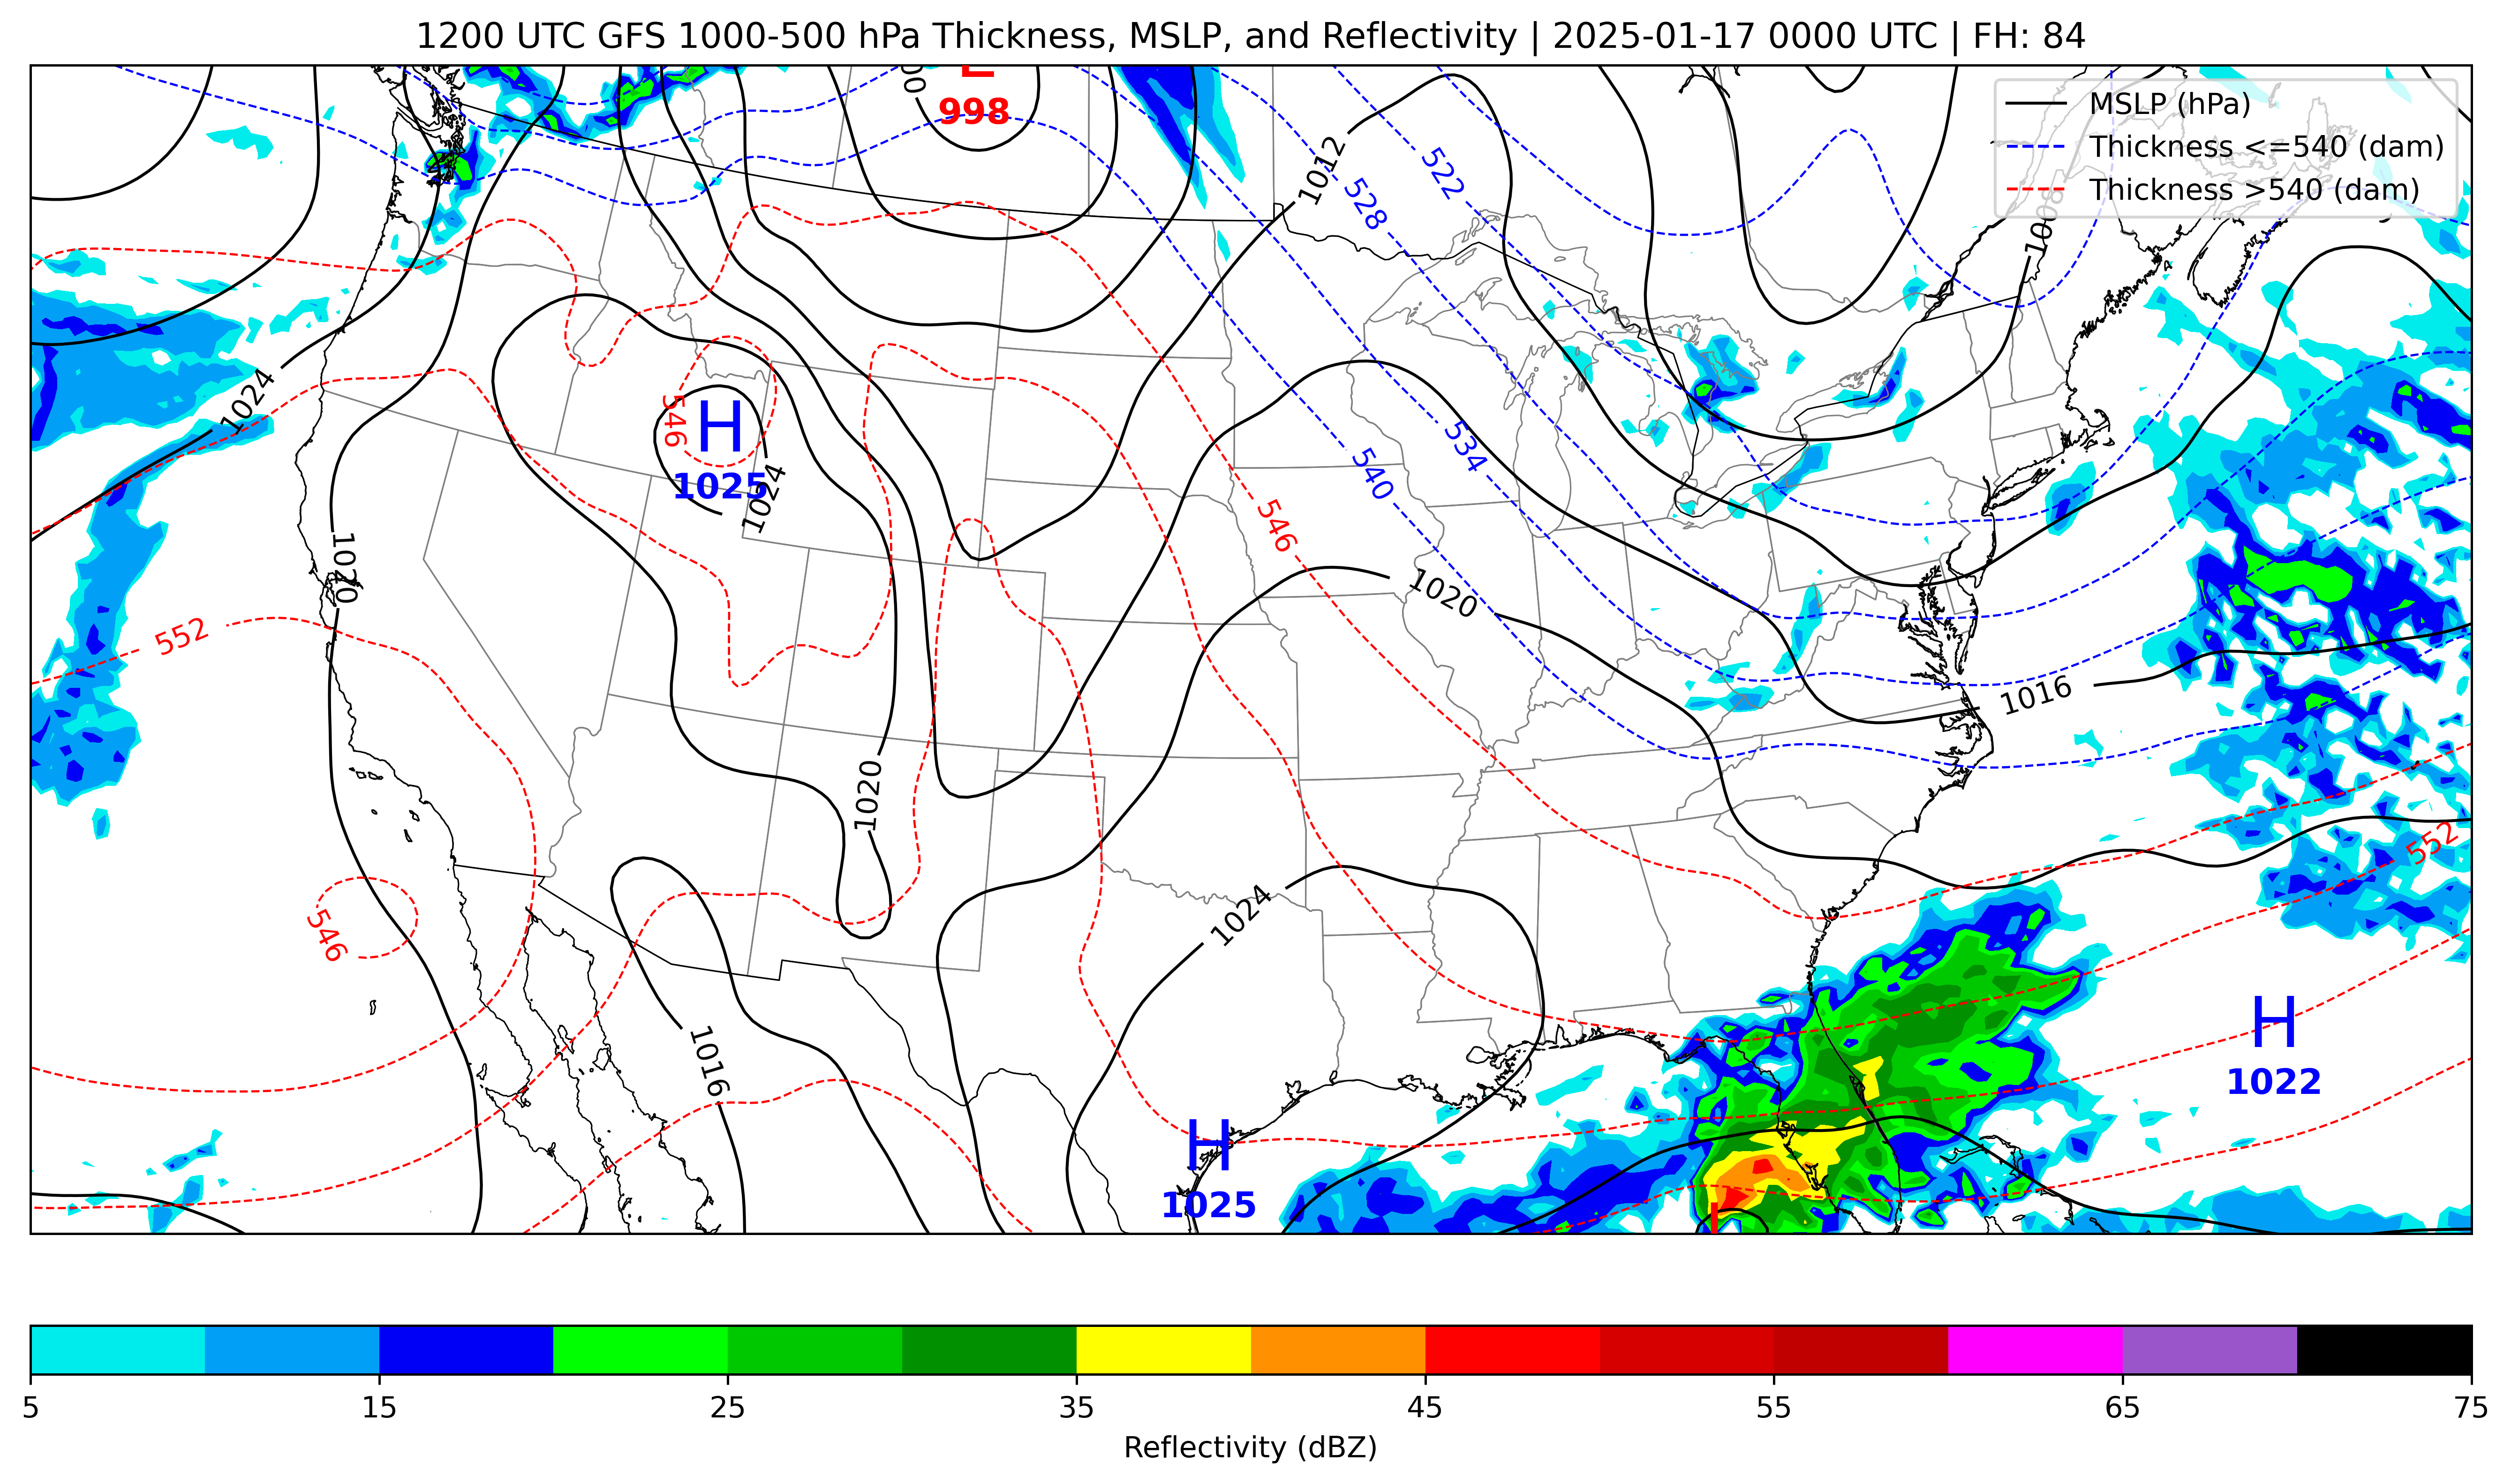 1200 UTC GFS 1000-500 hPa Thickness, MSLP, and Reflectivity | 2025-01-17 0000 UTC | FH: 84
MSLP (hPa)
Thickness <=540 (dam)
Thickness >540 (dam)
L
998
1012
522
528
1008
1024
546
H
1025
1024
534
540
546
1020
1020
552
1016
1020
552
1024
546
1016
H
1022
H
1025
5 15 25 35 45 55 65 75
Reflectivity (dBZ)